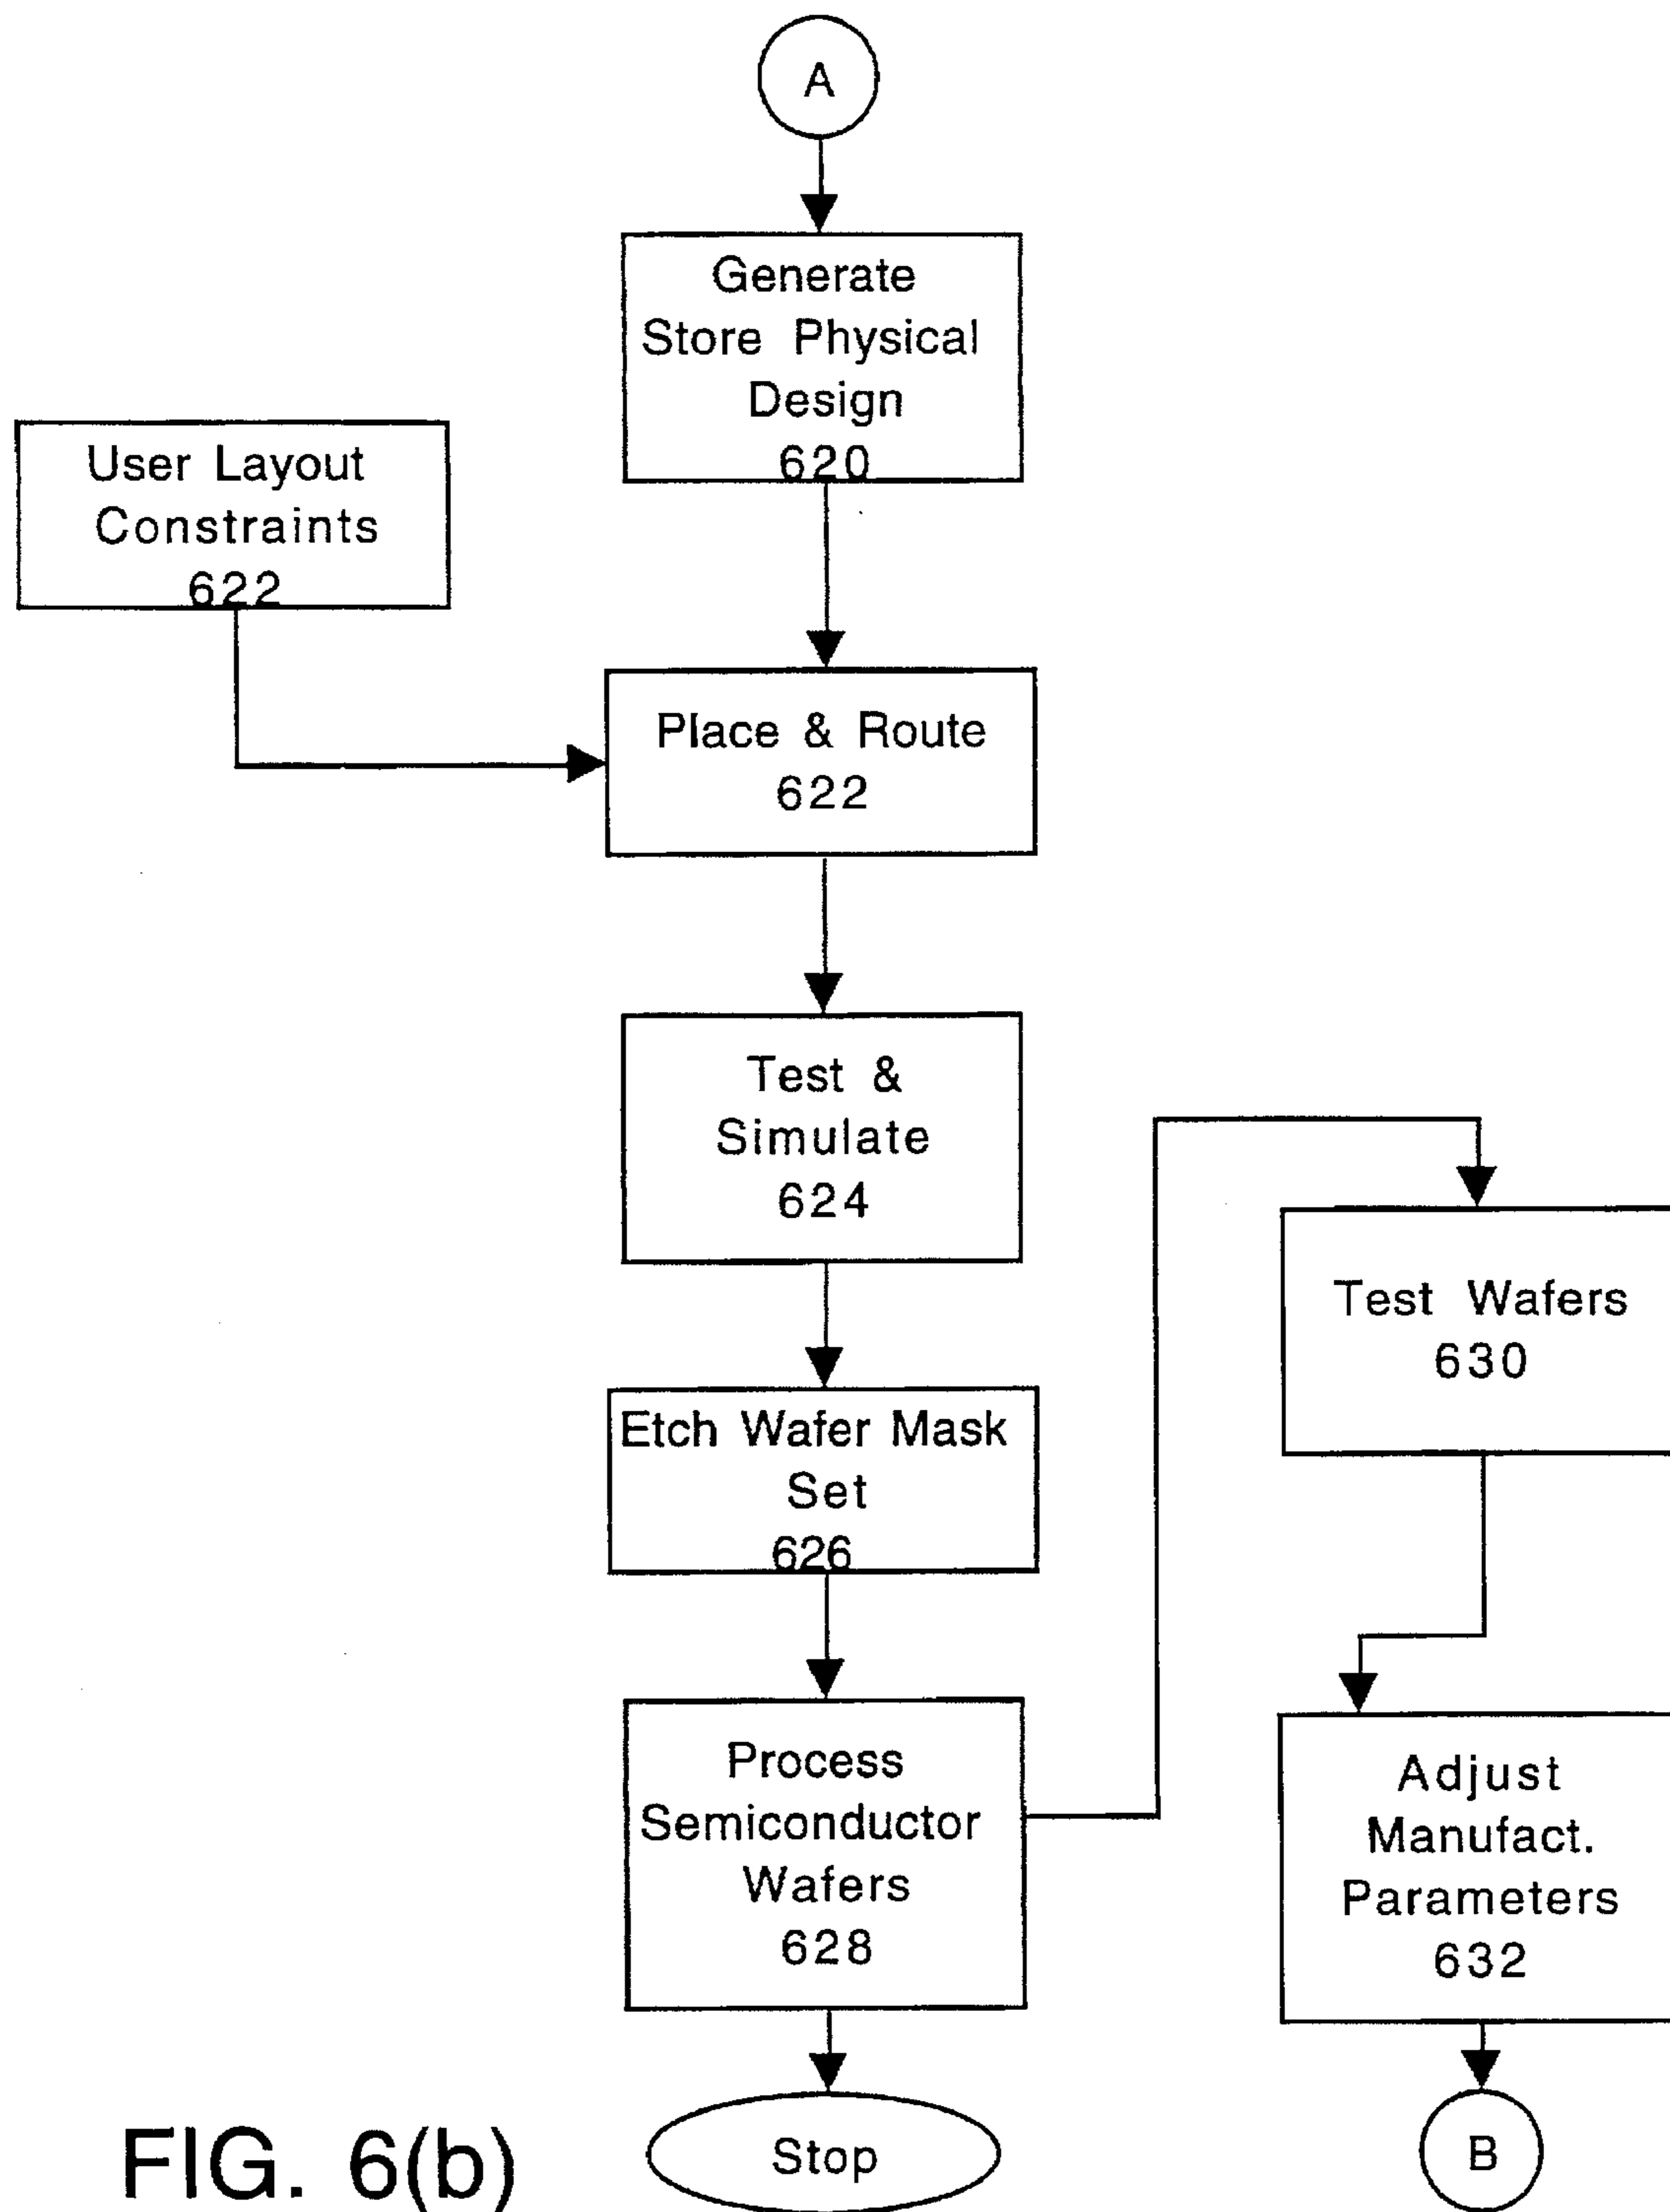 A
Generate
Store Physical
Design
620
User Layout
Constraints
622
Place & Route
622
Test &
Simulate
624
Etch Wafer Mask
Set
626
Process
Semiconductor
Wafers
628
Stop
Test Wafers
630
Adjust
Manufact.
Parameters
632
B
FIG. 6(b)